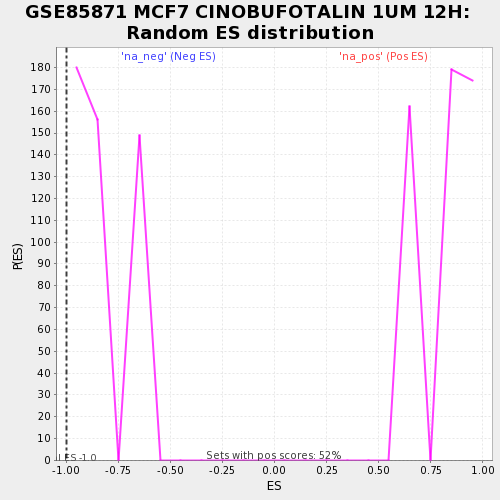 GSE85871 MCF7 CINOBUFOTALIN 1UM 12H:
Random ES distribution
'na_neg' (Neg ES)
'na_pos' (Pos ES)
180
170
160
150
140
130
120
110
100
90
80
70
60
50
40
30
20
10
0
P(ES)
ES -1.0
Sets with pos scores: 52%
-1.00 -0.75 -0.50 -0.25 0.00 0.25 0.50 0.75 1.00
ES